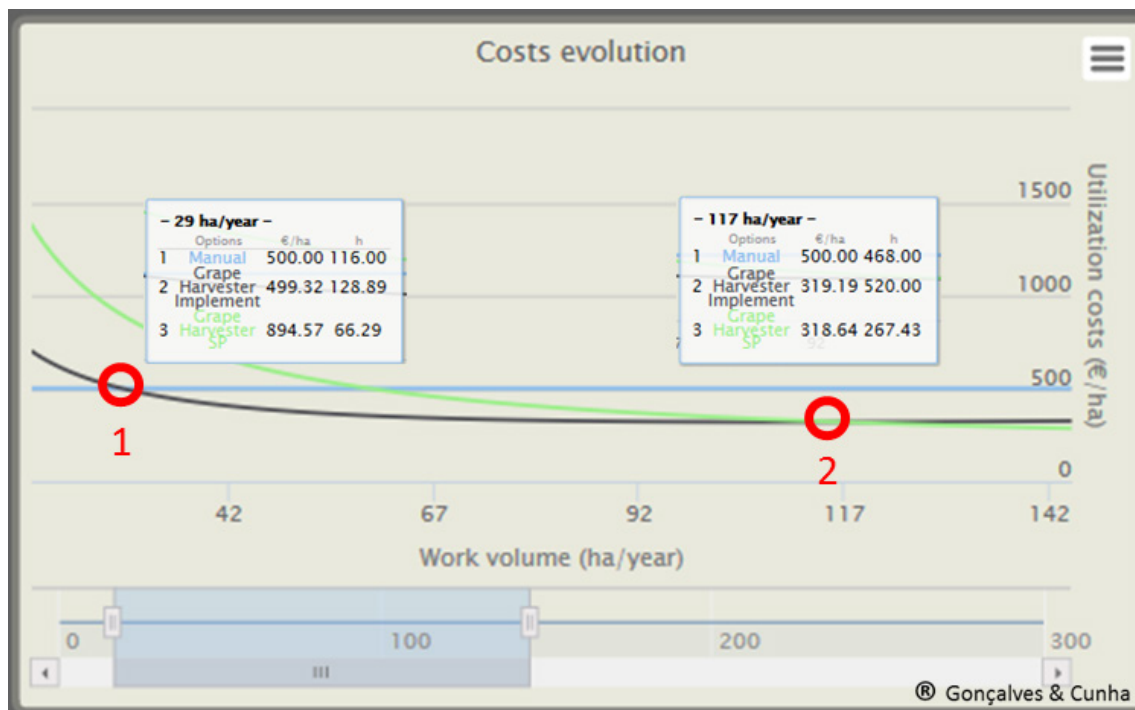 Costs evolution
1500
1000
500
0
Utilization costs (€/ha)
– 29 ha/year –
Options €/ha h
1 Manual 500.00 116.00
2 Grape Harvester Implement 499.32 128.89
3 Grape Harvester SP 894.57 66.29
– 117 ha/year –
Options €/ha h
1 Manual 500.00 468.00
2 Grape Harvester Implement 319.19 520.00
3 Grape Harvester SP 318.64 267.43
92
1
2
42 67 92 117 142
Work volume (ha/year)
0 100 200 300
® Gonçalves & Cunha